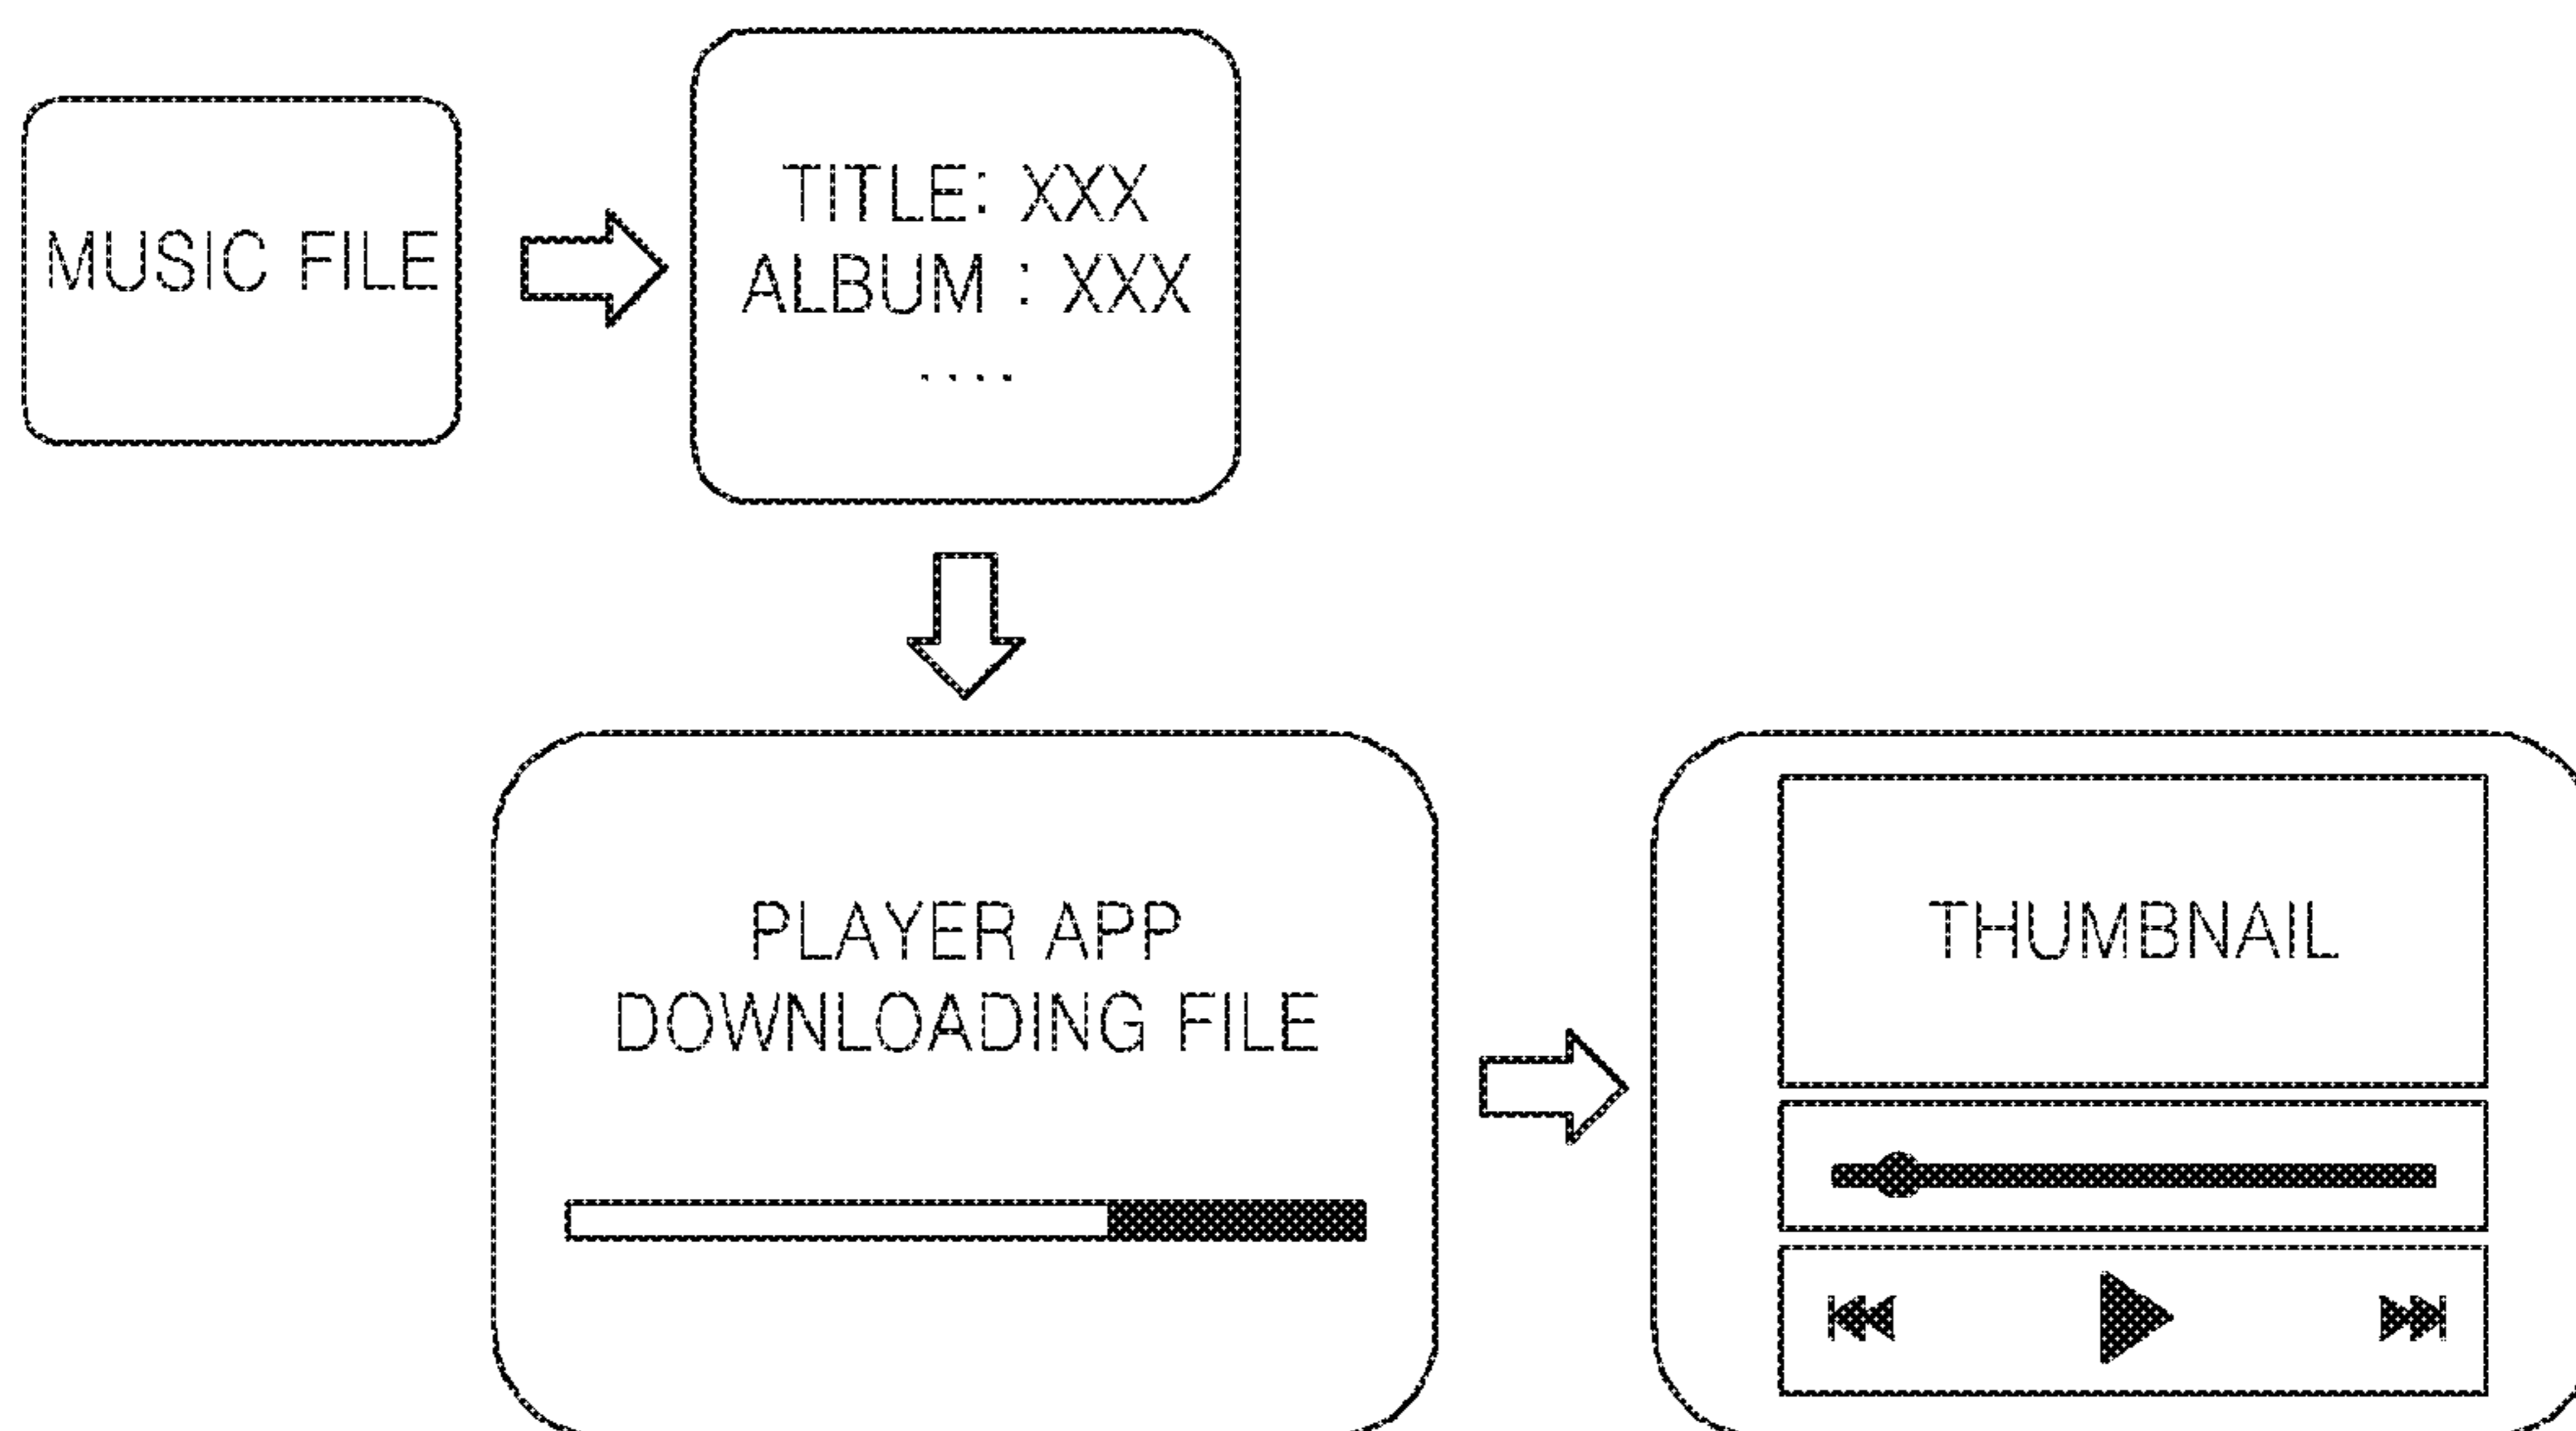 MUSIC FILE
TITLE: XXX
ALBUM : XXX
....
PLAYER APP
DOWNLOADING FILE
THUMBNAIL